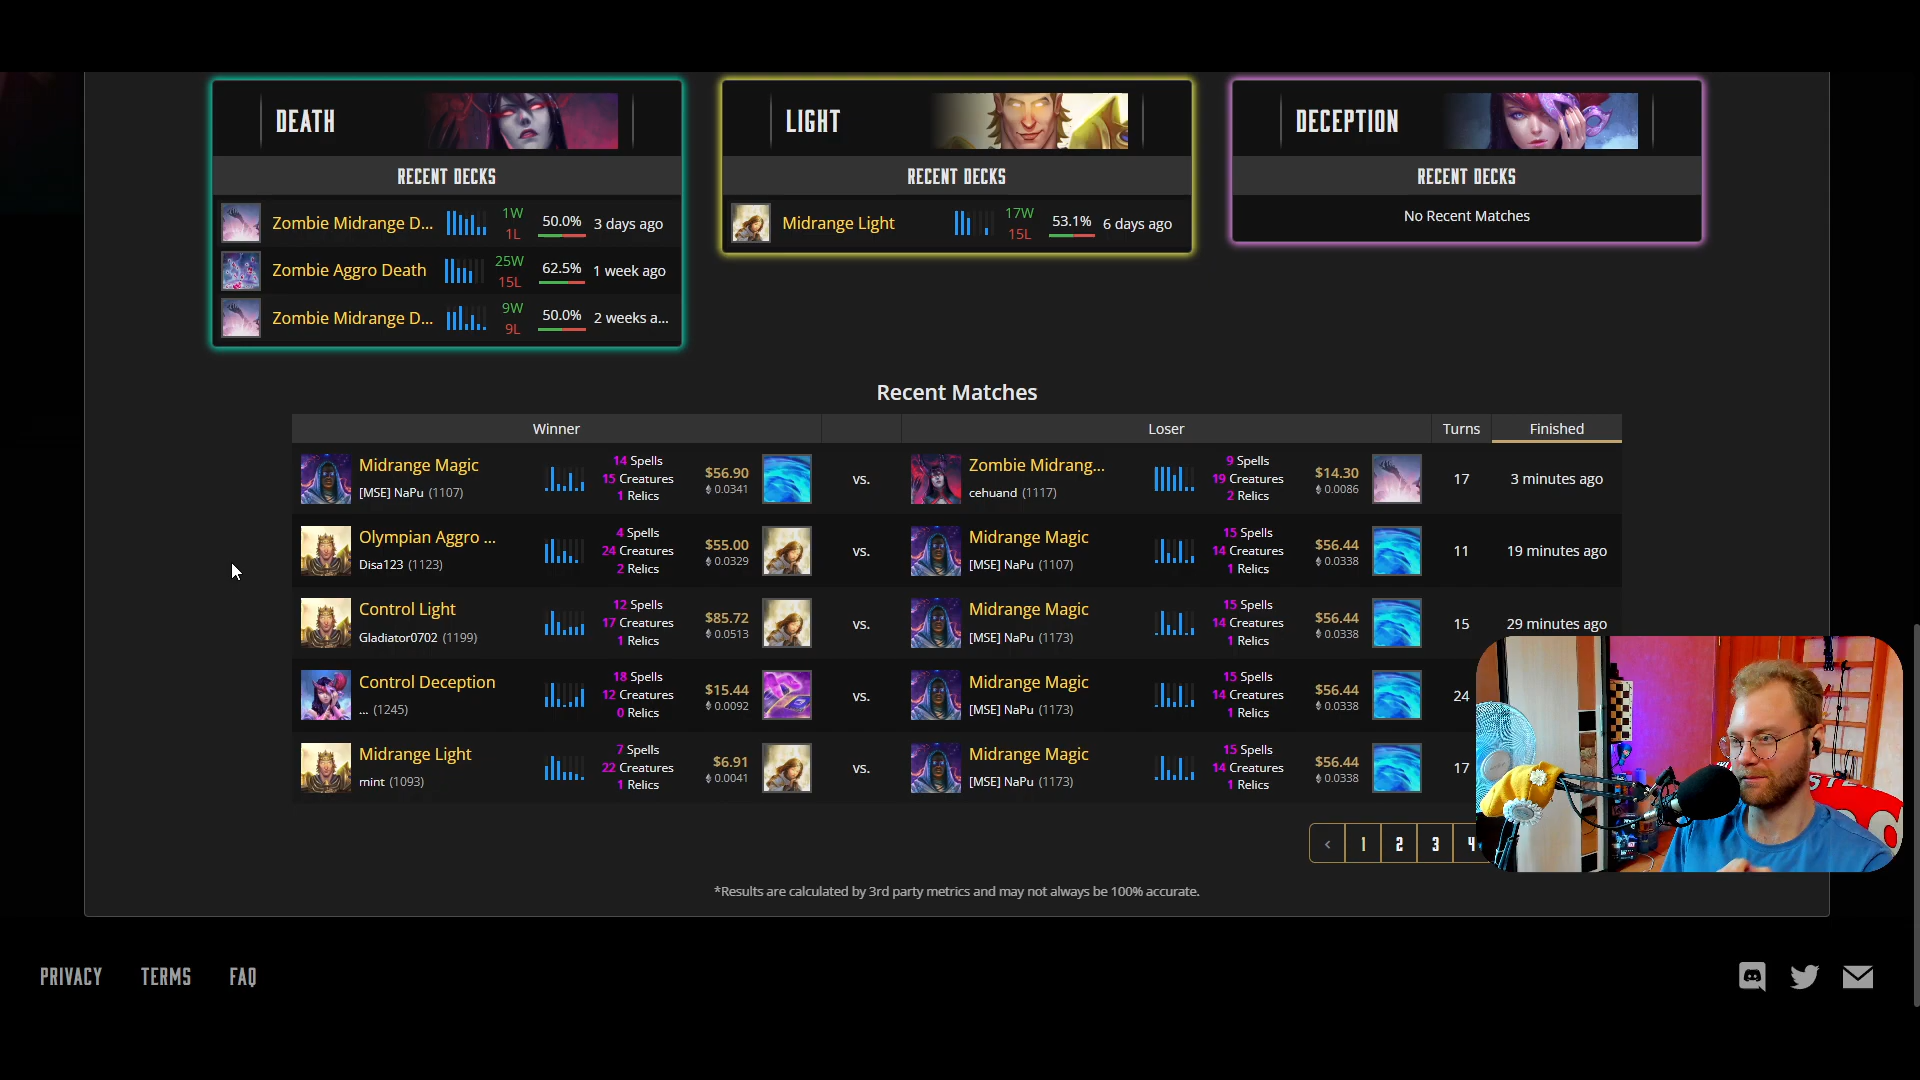 DEATH
RECENT DECKS
Zombie Midrange D... 1W 1L 50.0% 3 days ago
Zombie Aggro Death 25W 15L 62.5% 1 week ago
Zombie Midrange D... 9W 9L 50.0% 2 weeks a...
LIGHT
RECENT DECKS
Midrange Light 17W 15L 53.1% 6 days ago
DECEPTION
RECENT DECKS
No Recent Matches
Recent Matches
Winner Loser Turns Finished
Midrange Magic
[MSE] NaPu (1107)
14 Spells
15 Creatures
1 Relics
$56.90
0.0341
vs.
Zombie Midrang...
cehuand (1117)
9 Spells
19 Creatures
2 Relics
$14.30
0.0086
17
3 minutes ago
Olympian Aggro ...
Disa123 (1123)
4 Spells
24 Creatures
2 Relics
$55.00
0.0329
vs.
Midrange Magic
[MSE] NaPu (1107)
15 Spells
14 Creatures
1 Relics
$56.44
0.0338
11
19 minutes ago
Control Light
Gladiator0702 (1199)
12 Spells
17 Creatures
1 Relics
$85.72
0.0513
vs.
Midrange Magic
[MSE] NaPu (1173)
15 Spells
14 Creatures
1 Relics
$56.44
0.0338
15
29 minutes ago
Control Deception
... (1245)
18 Spells
12 Creatures
0 Relics
$15.44
0.0092
vs.
Midrange Magic
[MSE] NaPu (1173)
15 Spells
14 Creatures
1 Relics
$56.44
0.0338
24
Midrange Light
mint (1093)
7 Spells
22 Creatures
1 Relics
$6.91
0.0041
vs.
Midrange Magic
[MSE] NaPu (1173)
15 Spells
14 Creatures
1 Relics
$56.44
0.0338
17
< 1 2 3 4
*Results are calculated by 3rd party metrics and may not always be 100% accurate.
PRIVACY TERMS FAQ